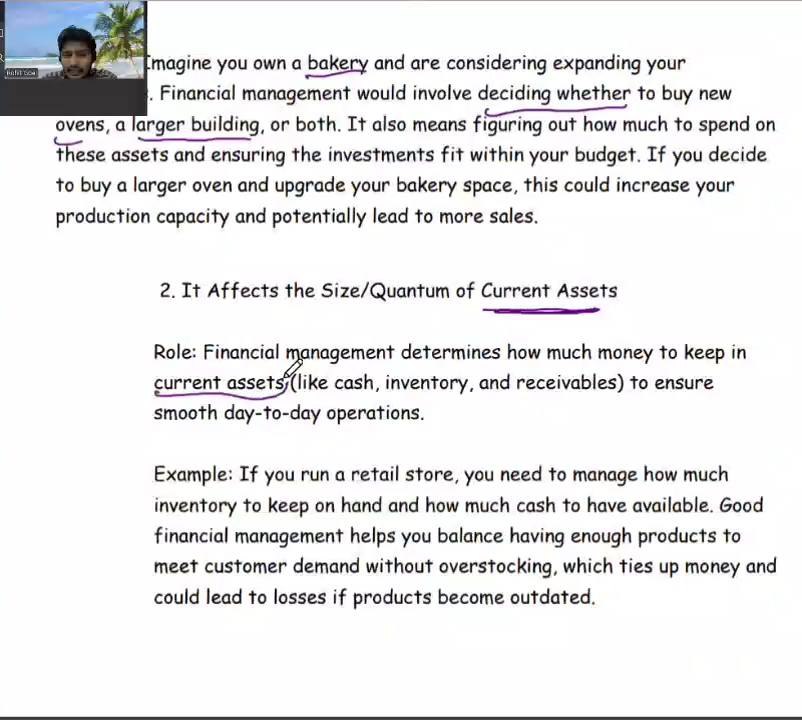 Imagine you own a bakery and are considering expanding your
. Financial management would involve deciding whether to buy new
ovens, a larger building, or both. It also means figuring out how much to spend on
these assets and ensuring the investments fit within your budget. If you decide
to buy a larger oven and upgrade your bakery space, this could increase your
production capacity and potentially lead to more sales.
2. It Affects the Size/Quantum of Current Assets
Role: Financial management determines how much money to keep in
current assets (like cash, inventory, and receivables) to ensure
smooth day-to-day operations.
Example: If you run a retail store, you need to manage how much
inventory to keep on hand and how much cash to have available. Good
financial management helps you balance having enough products to
meet customer demand without overstocking, which ties up money and
could lead to losses if products become outdated.